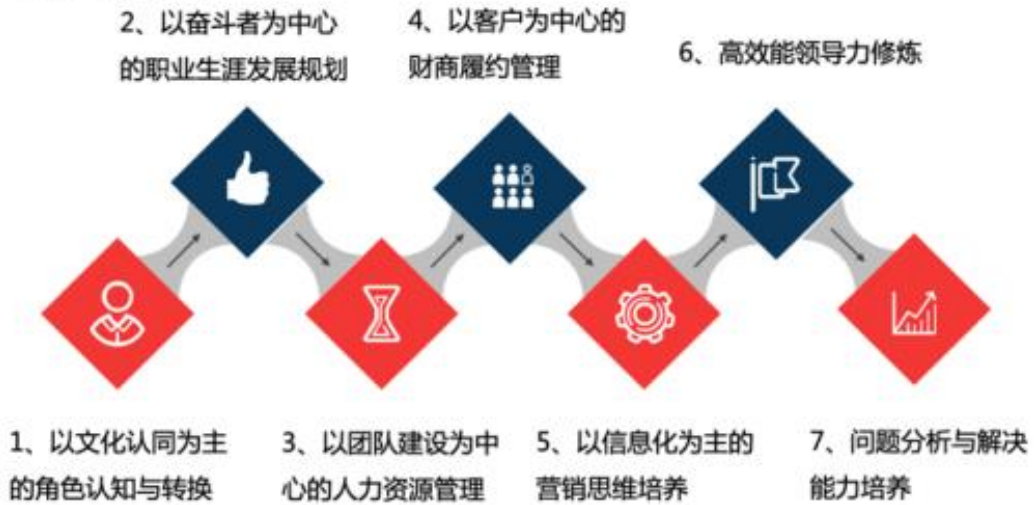 2、以奋斗者为中心
的职业生涯发展规划
4、以客户为中心的
财商履约管理
6、高效能领导力修炼
1、以文化认同为主
的角色认知与转换
3、以团队建设为中
心的人力资源管理
5、以信息化为主的
营销思维培养
7、问题分析与解决
能力培养